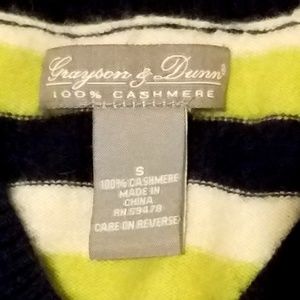 Grayson & Dunn®
100% CASHMERE
S
100% CASHMERE
MADE IN
CHINA
RN 59478
CARE ON REVERSE